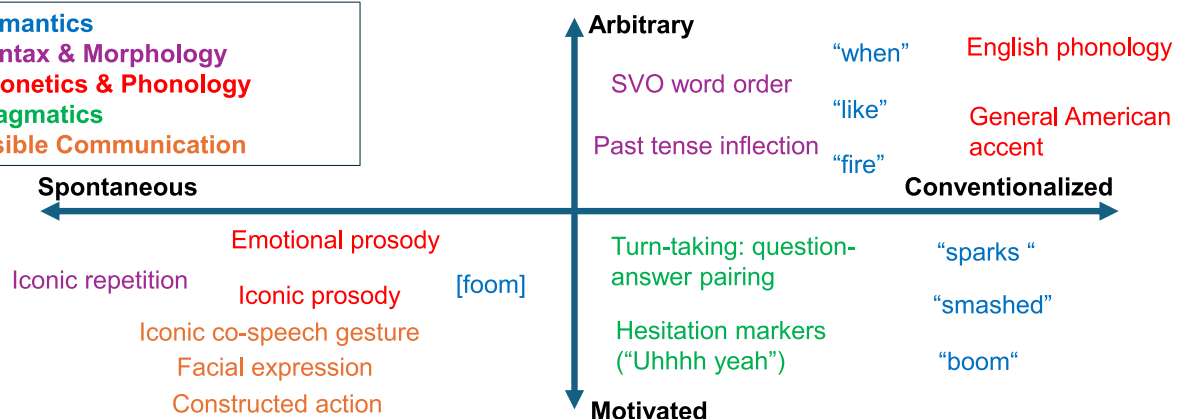 mantics
ntax & Morphology
onetics & Phonology
agmatics
sible Communication
Arbitrary
“when”
English phonology
SVO word order
“like”
General American
accent
Past tense inflection
“fire”
Spontaneous
Conventionalized
Emotional prosody
Turn-taking: question-
answer pairing
“sparks “
Iconic repetition
Iconic prosody
[foom]
“smashed”
Iconic co-speech gesture
Hesitation markers
(“Uhhhh yeah”)
Facial expression
“boom“
Constructed action
Motivated